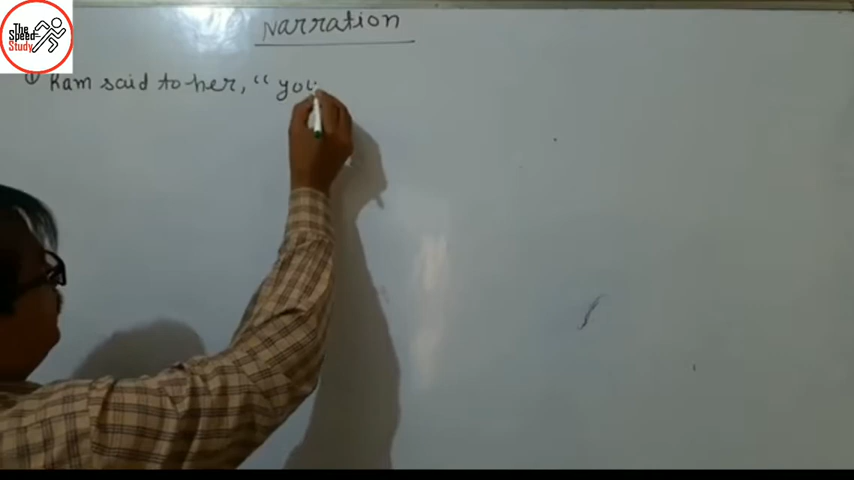 The
Speed
Study
Narration
① Ram said to her, “you